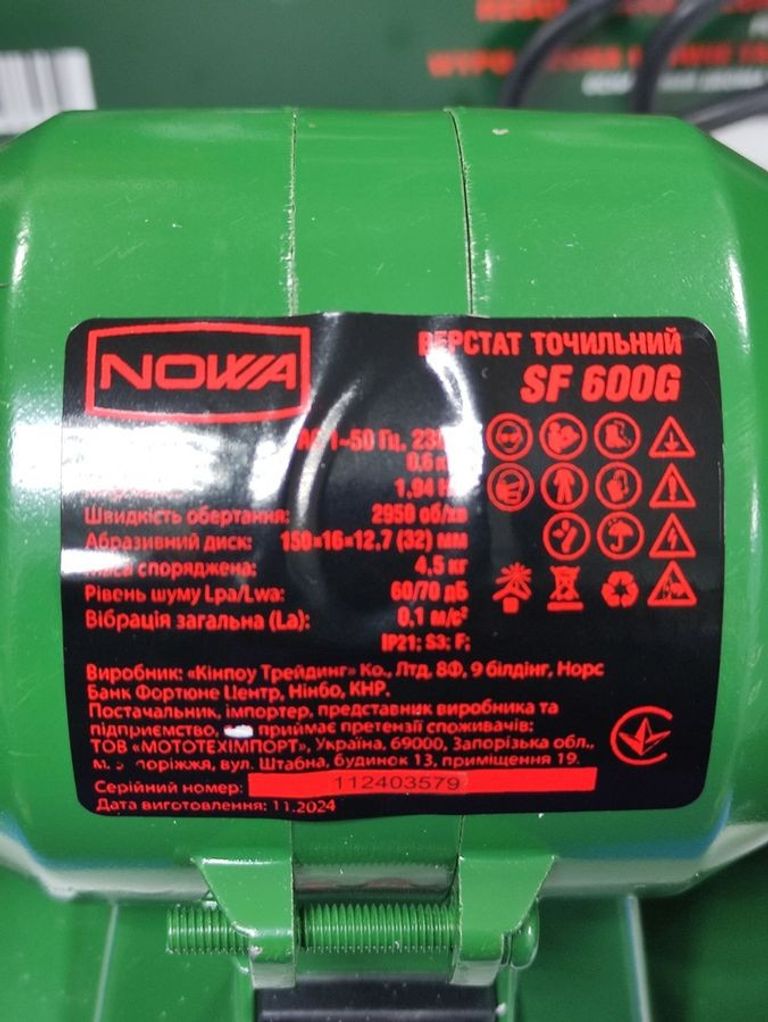 NOWA
ВЕРСТАТ ТОЧИЛЬНИЙ
SF 600G
1~50 Гц,
0,6
1,94
Швидкість обертання: 2950 об/хв
Абразивний диск: 150×16×12,7 (32) мм
споряджена: 4,5 кг
Рівень шуму Lpa/Lwa: 60/70 дБ
Вібрація загальна (La): 0,1 м/с²
IP21; S3; F;
Виробник: «Кінпоу Трейдинг» Ко., Лтд, 8Ф, 9 білдінг, Норс
Банк Фортюне Центр, Нінбо, КНР.
Постачальник, імпортер, представник виробника та
підприємство, приймає претензії споживачів:
ТОВ «МОТОТЕХІМПОРТ», Україна, 69000, Запорізька обл.,
м. вул. Штабна, будинок 13, приміщення 19.
Серійний номер: 112403579
Дата виготовлення: 11.2024